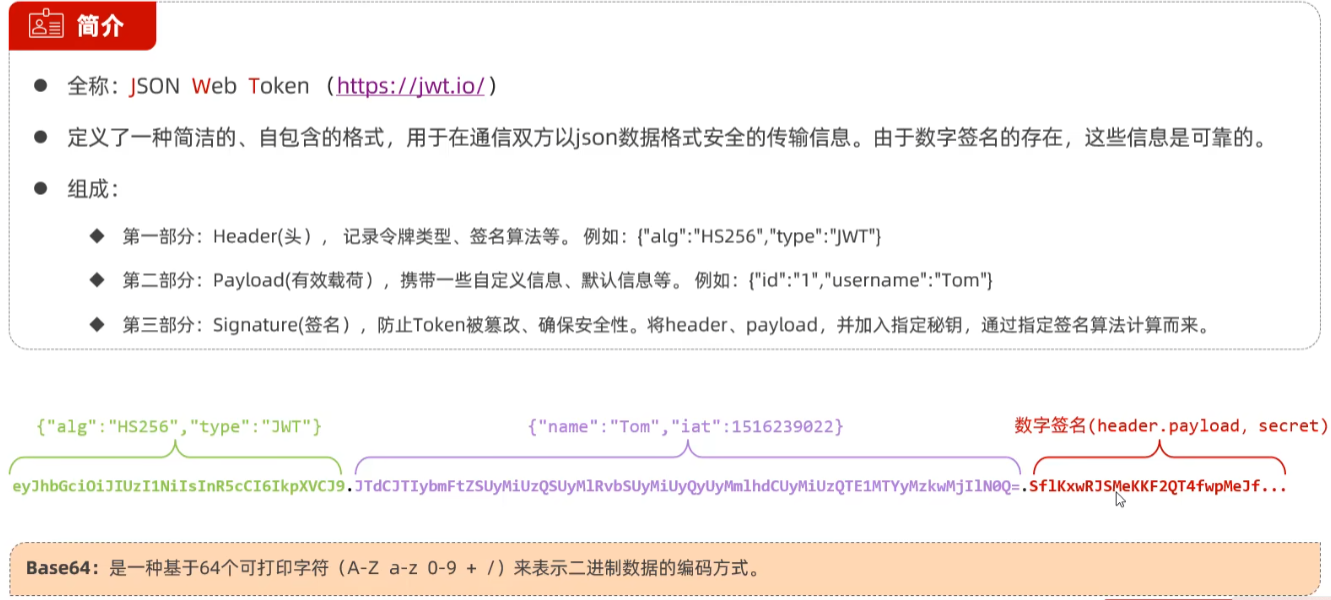 简介
全称：JSON Web Token （https://jwt.io/）
定义了一种简洁的、自包含的格式，用于在通信双方以json数据格式安全的传输信息。由于数字签名的存在，这些信息是可靠的。
组成：
第一部分：Header(头），记录令牌类型、签名算法等。 例如：{"alg":"HS256","type":"JWT"}
第二部分：Payload(有效载荷），携带一些自定义信息、默认信息等。 例如：{"id":"1","username":"Tom"}
第三部分：Signature(签名），防止Token被篡改、确保安全性。将header、payload，并加入指定秘钥，通过指定签名算法计算而来。
{"alg":"HS256","type":"JWT"} {"name":"Tom","iat":1516239022} 数字签名(header.payload, secret)
eyJhbGciOiJIUzI1NiIsInR5cCI6IkpXVCJ9.JTdCJTIybmFtZSUyMiUzQSUyMlRvbSUyMiUyQyUyMmlhdCUyMiUzQTE1MTYyMzkwMjIlN0Q=.SflKxwRJSMeKKF2QT4fwpMeJf...
Base64：是一种基于64个可打印字符（A-Z a-z 0-9 + /）来表示二进制数据的编码方式。